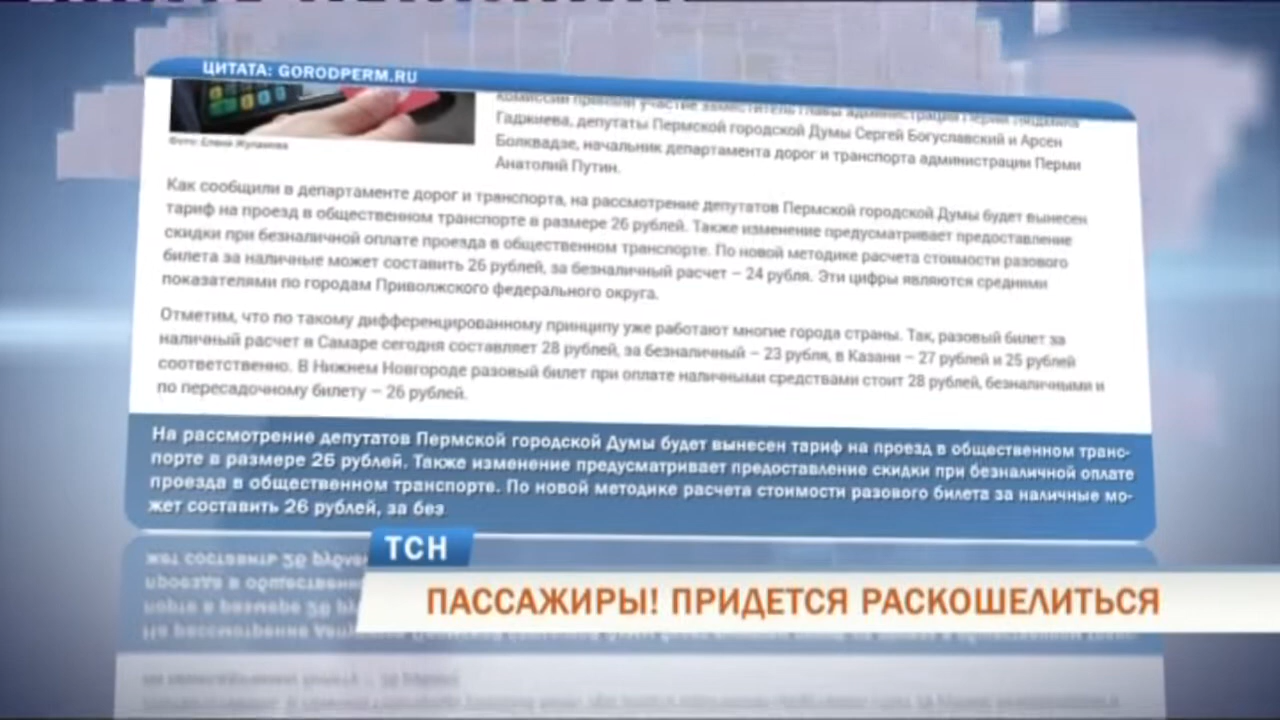 ЦИТАТА: GORODPERM.RU
комиссии приняли участие заместитель главы администрации Перми Людмила
Гаджиева, депутаты Пермской городской Думы Сергей Богуславский и Арсен
Болквадзе, начальник департамента дорог и транспорта администрации Перми
Анатолий Путин.
Как сообщили в департаменте дорог и транспорта, на рассмотрение депутатов Пермской городской Думы будет вынесен
тариф на проезд в общественном транспорте в размере 26 рублей. Также изменение предусматривает предоставление
скидки при безналичной оплате проезда в общественном транспорте. По новой методике расчета стоимости разового
билета за наличные может составить 26 рублей, за безналичный расчет – 24 рубля. Эти цифры являются средними
показателями по городам Приволжского федерального округа.
Отметим, что по такому дифференцированному принципу уже работают многие города страны. Так, разовый билет за
наличный расчет в Самаре сегодня составляет 28 рублей, за безналичный – 23 рубля, в Казани – 27 рублей и 25 рублей
соответственно. В Нижнем Новгороде разовый билет при оплате наличными средствами стоит 28 рублей, безналичными и
по пересадочному билету – 26 рублей.
На рассмотрение депутатов Пермской городской Думы будет вынесен тариф на проезд в общественном транс-
порте в размере 26 рублей. Также изменение предусматривает предоставление скидки при безналичной оплате
проезда в общественном транспорте. По новой методике расчета стоимости разового билета за наличные мо-
жет составить 26 рублей, за без
ТСН
ПАССАЖИРЫ! ПРИДЕТСЯ РАСКОШЕЛИТЬСЯ